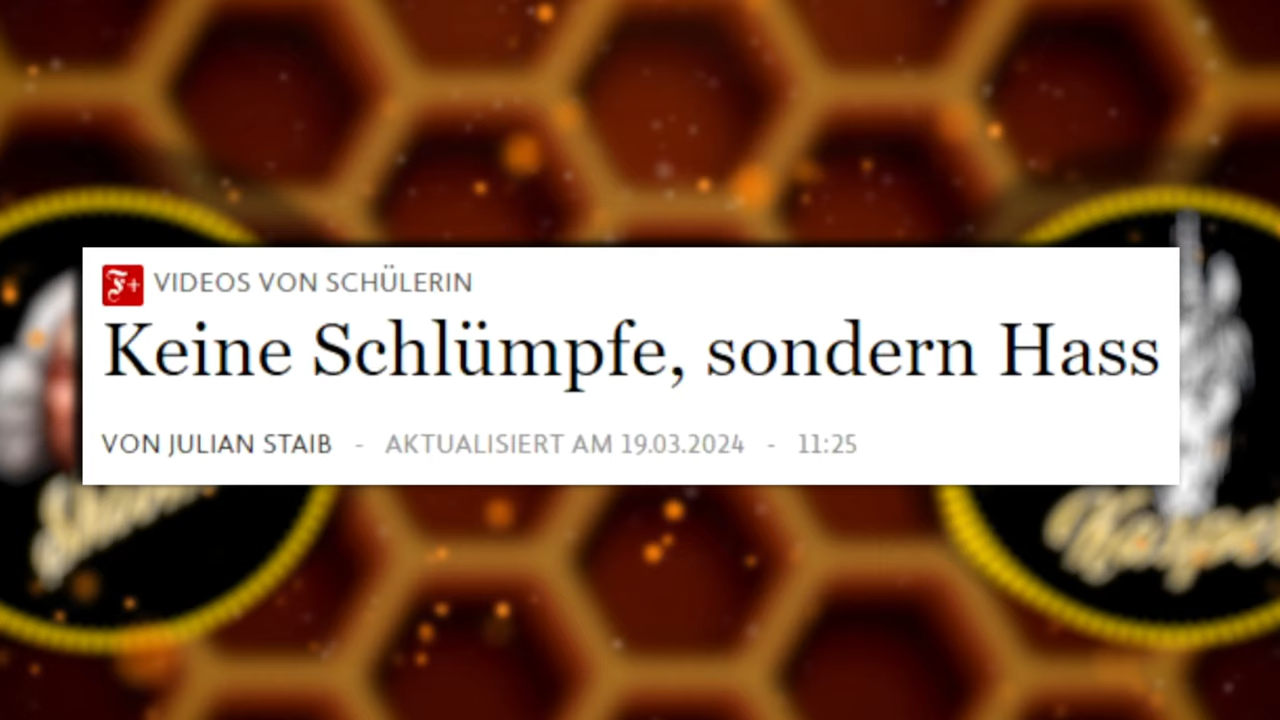 F+ VIDEOS VON SCHÜLERIN
Keine Schlümpfe, sondern Hass
VON JULIAN STAIB - AKTUALISIERT AM 19.03.2024 - 11:25